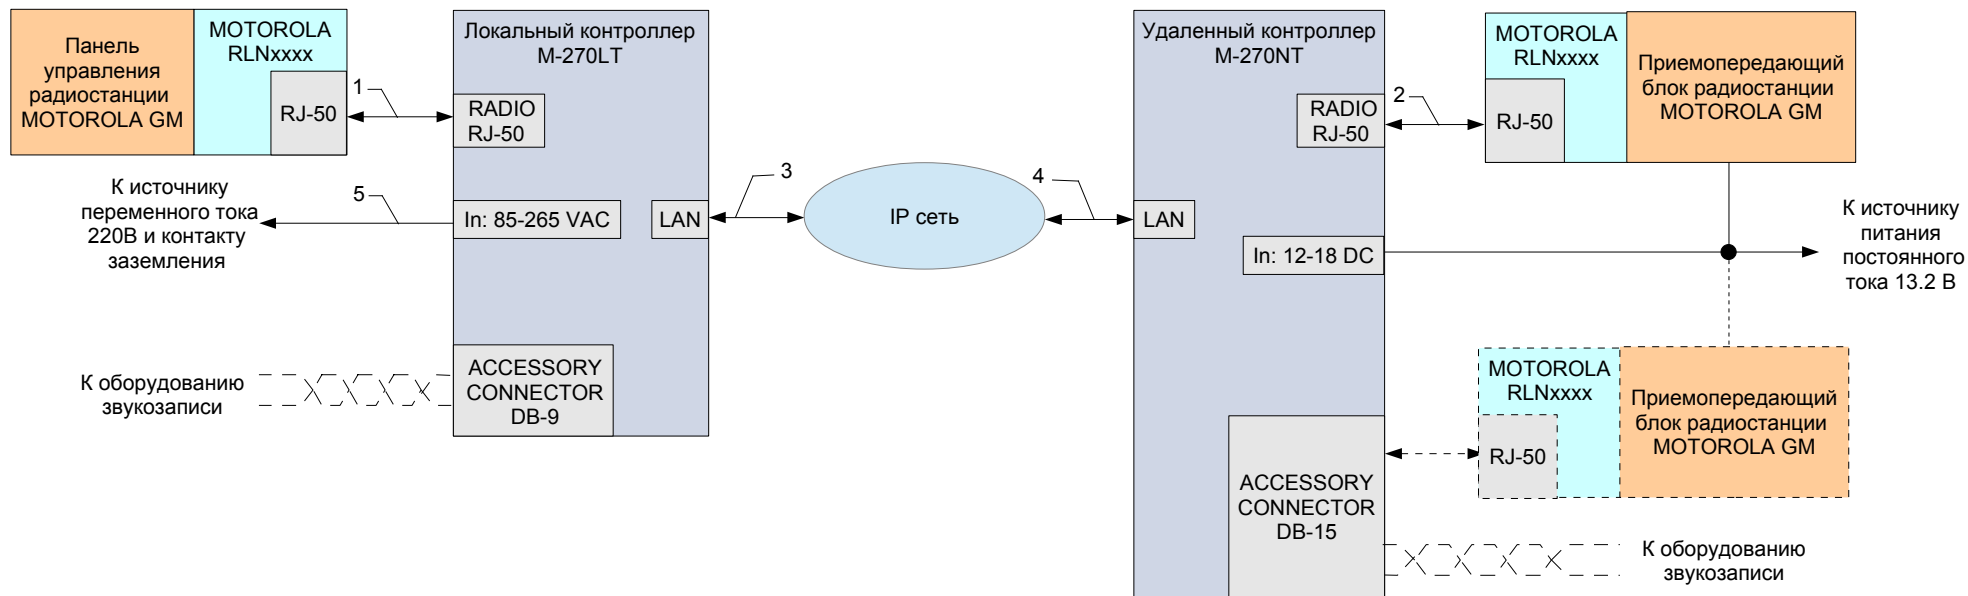 Панель
управления
радиостанции
MOTOROLA GM
MOTOROLA
RLNxxxx
RJ-50
1
Локальный контроллер
M-270LT
RADIO
RJ-50
К источнику
переменного тока
220В и контакту
заземления
5
In: 85-265 VAC
LAN
3
IP сеть
4
К оборудованию
звукозаписи
ACCESSORY
CONNECTOR
DB-9
Удаленный контроллер
M-270NT
RADIO
RJ-50
2
MOTOROLA
RLNxxxx
RJ-50
Приемопередающий
блок радиостанции
MOTOROLA GM
LAN
In: 12-18 DC
К источнику
питания
постоянного
тока 13.2 В
MOTOROLA
RLNxxxx
RJ-50
Приемопередающий
блок радиостанции
MOTOROLA GM
ACCESSORY
CONNECTOR
DB-15
К оборудованию
звукозаписи